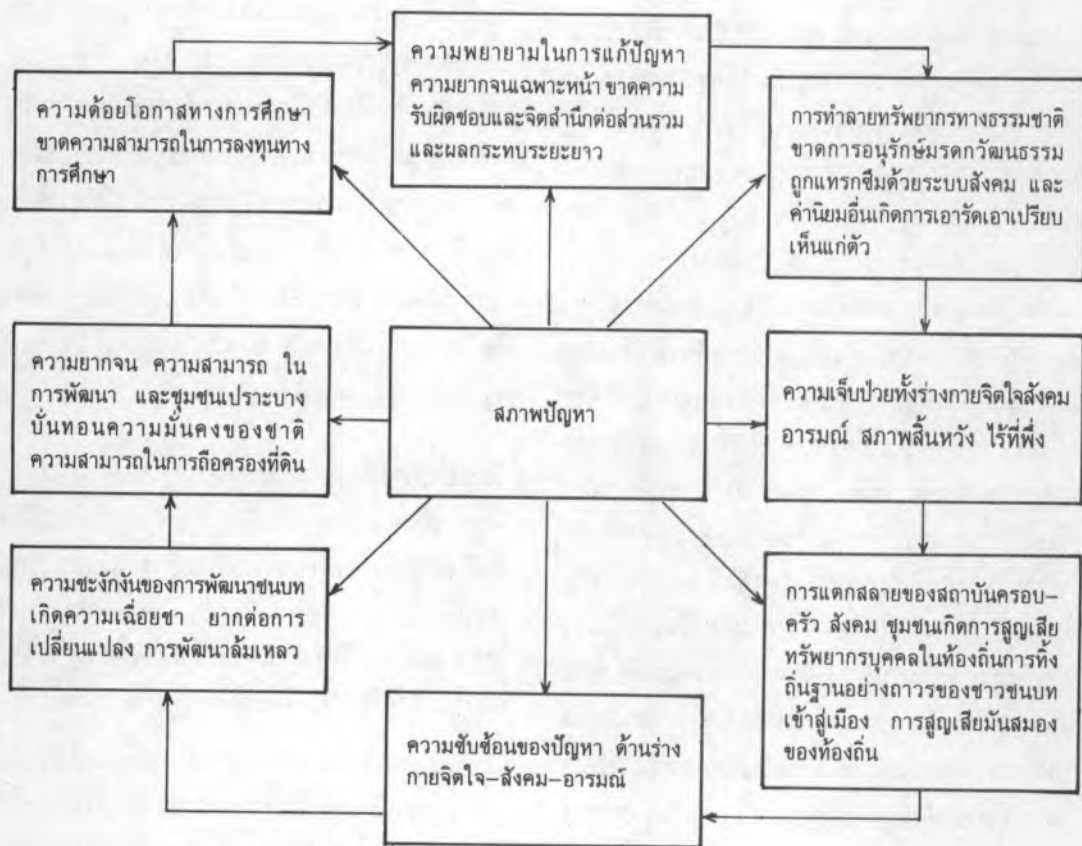 ความพยายามในการแก้ปัญหา
ความยากจนเฉพาะหน้า ขาดความ
รับผิดชอบและจิตสำนึกต่อส่วนรวม
และผลกระทบระยะยาว
ความด้อยโอกาสทางการศึกษา
ขาดความสามารถในการลงทุนทาง
การศึกษา
การทำลายทรัพยากรทางธรรมชาติ
ขาดการอนุรักษ์มรดกวัฒนธรรม
ถูกแทรกซึมด้วยระบบสังคม และ
ค่านิยมอื่นเกิดการเอารัดเอาเปรียบ
เห็นแก่ตัว
ความยากจน ความสามารถ ใน
การพัฒนา และชุมชนเปราะบาง
บั่นทอนความมั่นคงของชาติ
ความสามารถในการถือครองที่ดิน
สภาพปัญหา
ความเจ็บป่วยทั้งร่างกายจิตใจสังคม
อารมณ์ สภาพสิ้นหวัง ไร้ที่พึ่ง
ความชะงักงันของการพัฒนาชนบท
เกิดความเฉื่อยชา ยากต่อการ
เปลี่ยนแปลง การพัฒนาล้มเหลว
การแตกสลายของสถาบันครอบ–
ครัว สังคม ชุมชนเกิดการสูญเสีย
ทรัพยากรบุคคลในท้องถิ่นการทิ้ง
ถิ่นฐานอย่างถาวรของชาวชนบท
เข้าสู่เมือง การสูญเสียมันสมอง
ของท้องถิ่น
ความซับซ้อนของปัญหา ด้านร่าง
กายจิตใจ–สังคม–อารมณ์